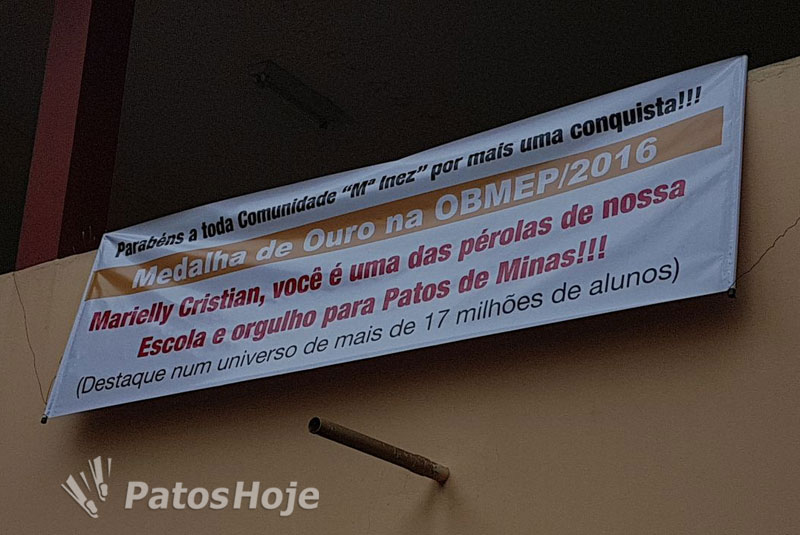 Parabéns a toda Comunidade “Mª Inez” por mais uma conquista!!!
Medalha de Ouro na OBMEP/2016
Marielly Cristian, você é uma das pérolas de nossa
Escola e orgulho para Patos de Minas!!!
(Destaque num universo de mais de 17 milhões de alunos)
PatosHoje